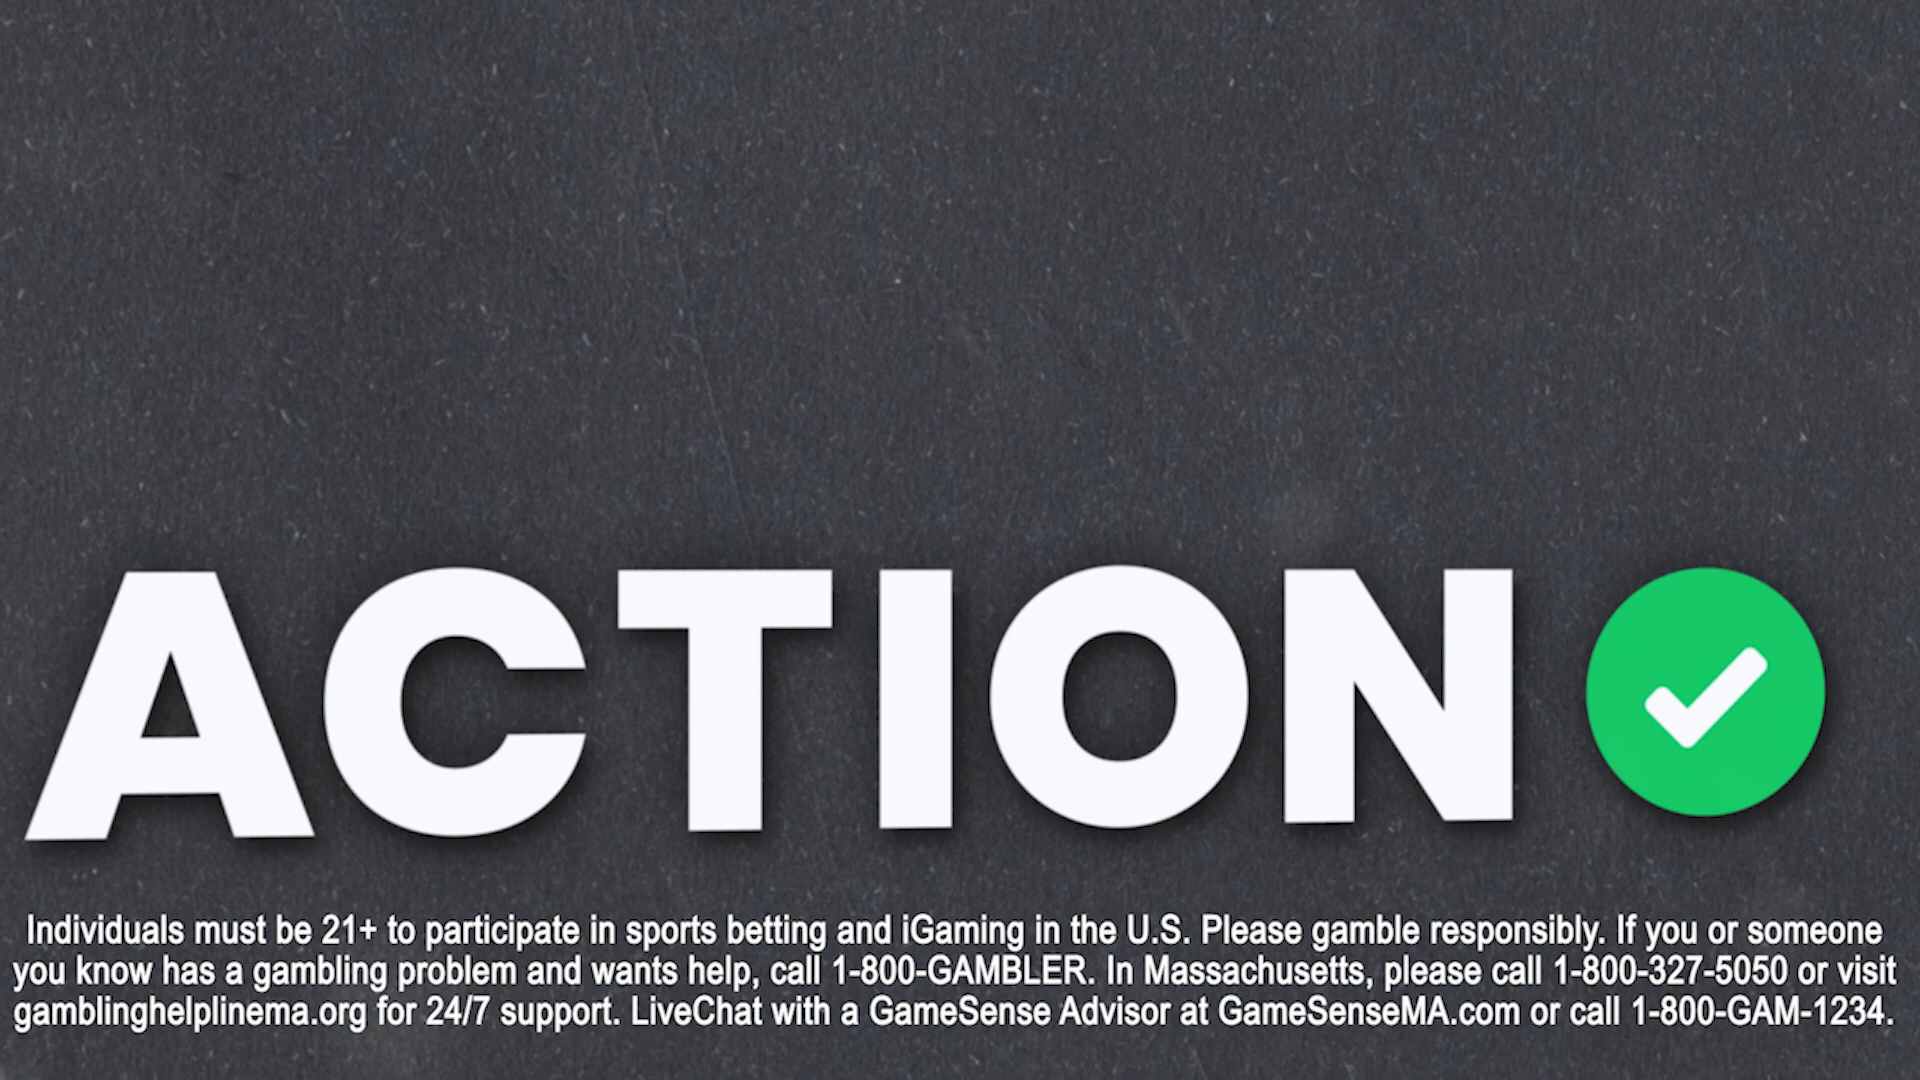 ACTION
Individuals must be 21+ to participate in sports betting and iGaming in the U.S. Please gamble responsibly. If you or someone
you know has a gambling problem and wants help, call 1-800-GAMBLER. In Massachusetts, please call 1-800-327-5050 or visit
gamblinghelplinema.org for 24/7 support. LiveChat with a GameSense Advisor at GameSenseMA.com or call 1-800-GAM-1234.